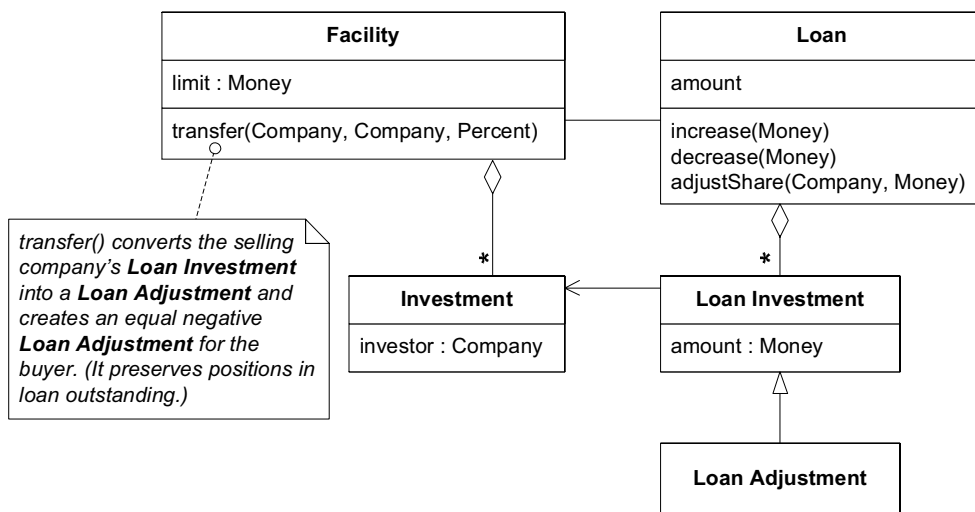 Facility
limit : Money
transfer(Company, Company, Percent)
Loan
amount
increase(Money)
decrease(Money)
adjustShare(Company, Money)
transfer() converts the selling
company's Loan Investment
into a Loan Adjustment and
creates an equal negative
Loan Adjustment for the
buyer. (It preserves positions in
loan outstanding.)
*
*
Investment
investor : Company
Loan Investment
amount : Money
Loan Adjustment